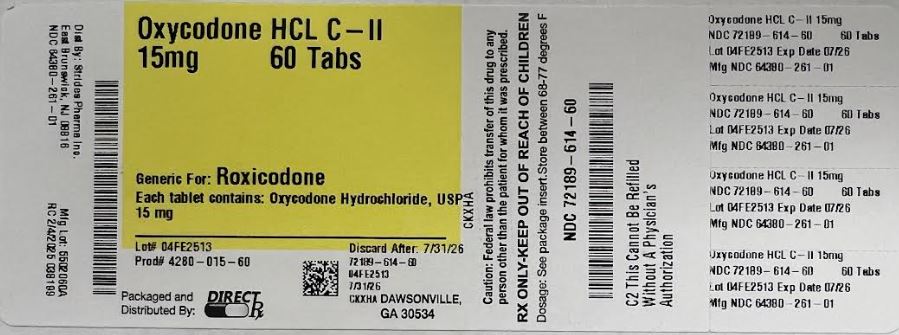 Dist By: Strides Pharma Inc.
East Brunswick, NJ 08816
NDC 64380-261-01
Mfg Lot: 5502060A
RC 2/4/2025 038199
Oxycodone HCL C-II
15mg 60 Tabs
Generic For: Roxicodone
Each tablet contains: Oxycodone Hydrochloride, USP
15 mg
Lot# 04FE2513 Discard After: 7/31/26
Prod# 4280-015-60
72189-614-60
04FE2513
7/31/26
CKXHA
Packaged and
Distributed By:
DIRECT Rx
DAWSONVILLE,
GA 30534
CKXHA
Caution: Federal law prohibits transfer of this drug to any
person other than the patient for whom it was prescribed.
RX ONLY-KEEP OUT OF REACH OF CHILDREN
Dosage: See package insert.Store between 68-77 degrees F
NDC 72189-614-60
C2 This Cannot Be Refilled
Without A Physician's
Authorization
Oxycodone HCL C-II 15mg
NDC 72189-614-60 60 Tabs
Lot 04FE2513 Exp Date 07/26
Mfg NDC 64380-261-01
Oxycodone HCL C-II 15mg
NDC 72189-614-60 60 Tabs
Lot 04FE2513 Exp Date 07/26
Mfg NDC 64380-261-01
Oxycodone HCL C-II 15mg
NDC 72189-614-60 60 Tabs
Lot 04FE2513 Exp Date 07/26
Mfg NDC 64380-261-01
Oxycodone HCL C-II 15mg
NDC 72189-614-60 60 Tabs
Lot 04FE2513 Exp Date 07/26
Mfg NDC 64380-261-01